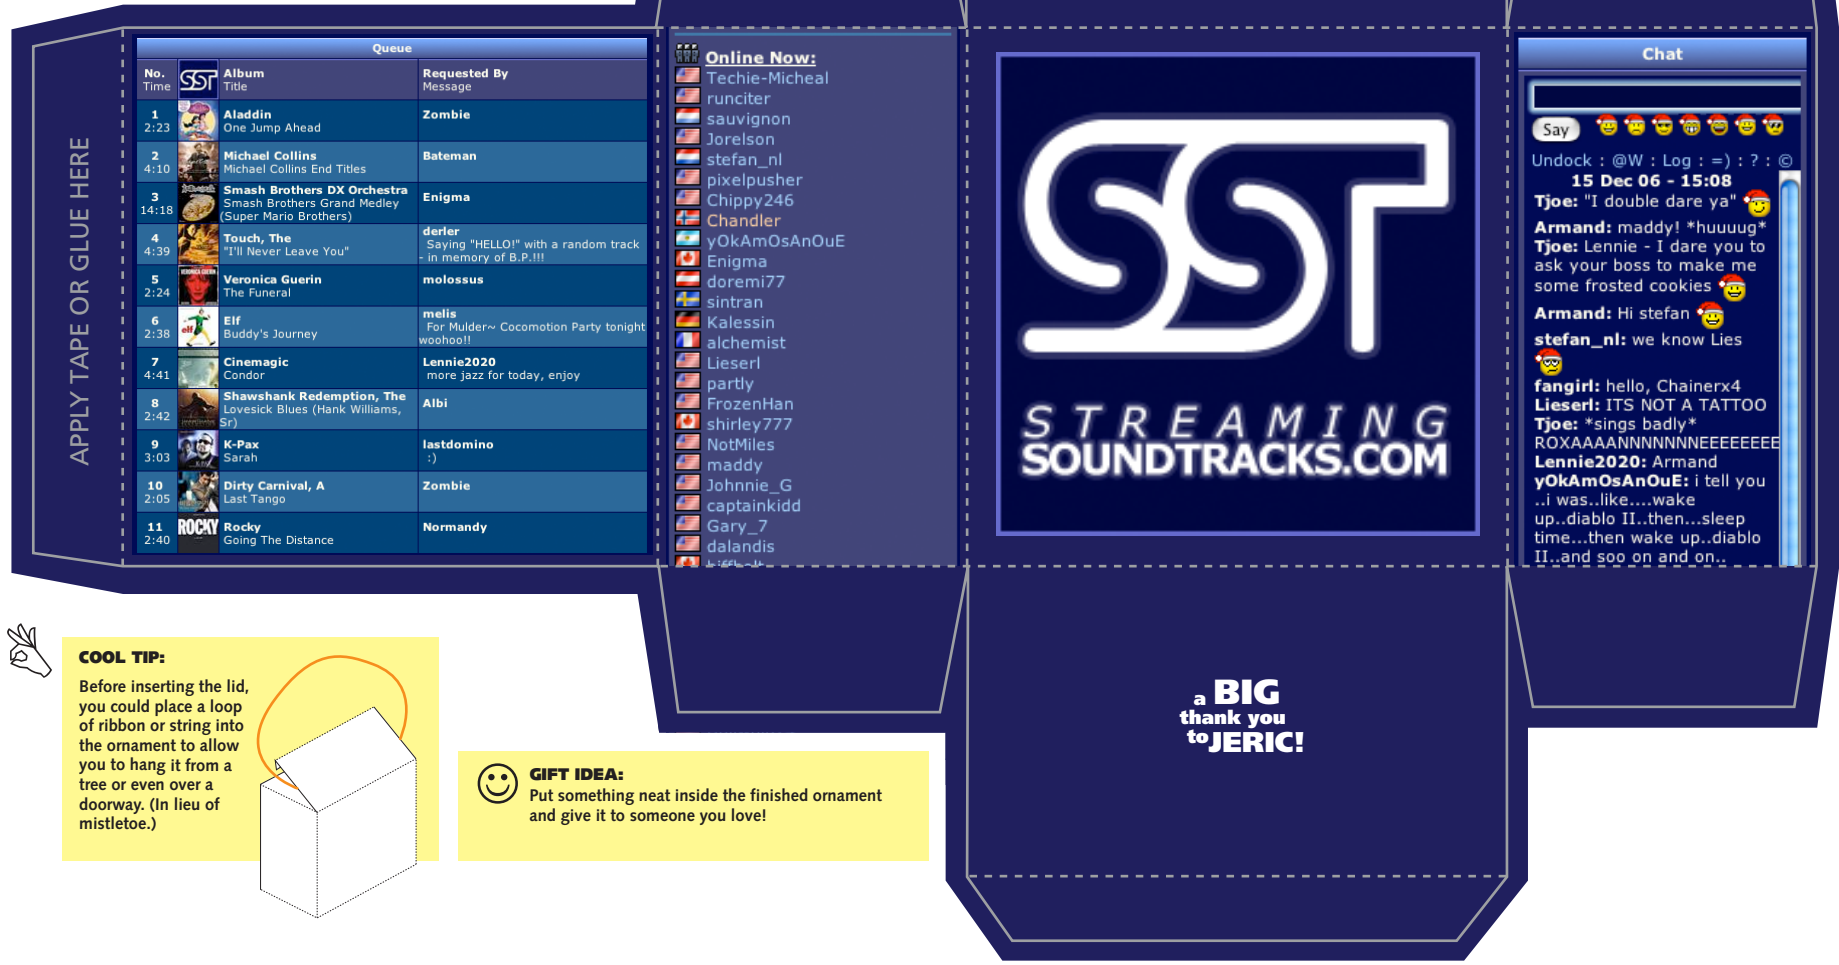 APPLY TAPE OR GLUE HERE
Queue
No. Album Requested By
Time SST Title Message
1 Aladdin Zombie
2:23 One Jump Ahead
2 Michael Collins Bateman
4:10 Michael Collins End Titles
3 Smash Brothers DX Orchestra Enigma
14:18 Smash Brothers Grand Medley
(Super Mario Brothers)
4 Touch, The derler
4:39 "I'll Never Leave You" Saying "HELLO!" with a random track
- in memory of B.P.!!!
5 Veronica Guerin molossus
2:24 The Funeral
6 Elf melis
2:38 Buddy's Journey For Mulder~ Cocomotion Party tonight
woohoo!!
7 Cinemagic Lennie2020
4:41 Condor more jazz for today, enjoy
8 Shawshank Redemption, The Albi
2:42 Lovesick Blues (Hank Williams,
Sr)
9 K-Pax lastdomino
3:03 Sarah :)
10 Dirty Carnival, A Zombie
2:05 Last Tango
11 ROCKY Rocky Normandy
2:40 Going The Distance
Online Now:
Techie-Micheal
runciter
sauvignon
Jorelson
stefan_nl
pixelpusher
Chippy246
Chandler
yOkAmOsAnOuE
Enigma
doremi77
sintran
Kalessin
alchemist
Lieserl
partly
FrozenHan
shirley777
NotMiles
maddy
Johnnie_G
captainkidd
Gary_7
dalandis
SST
STREAMING
SOUNDTRACKS.COM
Chat
Say
Undock : @W : Log : =) : ? : ©
15 Dec 06 - 15:08
Tjoe: "I double dare ya"
Armand: maddy! *huuuug*
Tjoe: Lennie - I dare you to
ask your boss to make me
some frosted cookies
Armand: Hi stefan
stefan_nl: we know Lies
fangirl: hello, Chainerx4
Lieserl: ITS NOT A TATTOO
Tjoe: *sings badly*
ROXAAAANNNNNNNEEEEEEEE
Lennie2020: Armand
yOkAmOsAnOuE: i tell you
..i was..like....wake
up..diablo II..then...sleep
time...then wake up..diablo
II..and soo on and on..
COOL TIP:
Before inserting the lid,
you could place a loop
of ribbon or string into
the ornament to allow
you to hang it from a
tree or even over a
doorway. (In lieu of
mistletoe.)
GIFT IDEA:
Put something neat inside the finished ornament
and give it to someone you love!
a BIG
thank you
to JERIC!